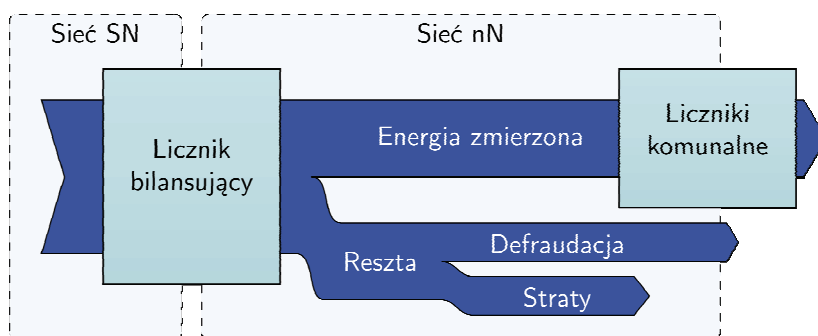 Sieć SN
Sieć nN
Licznik
bilansujący
Energia zmierzona
Liczniki
komunalne
Reszta
Defraudacja
Straty